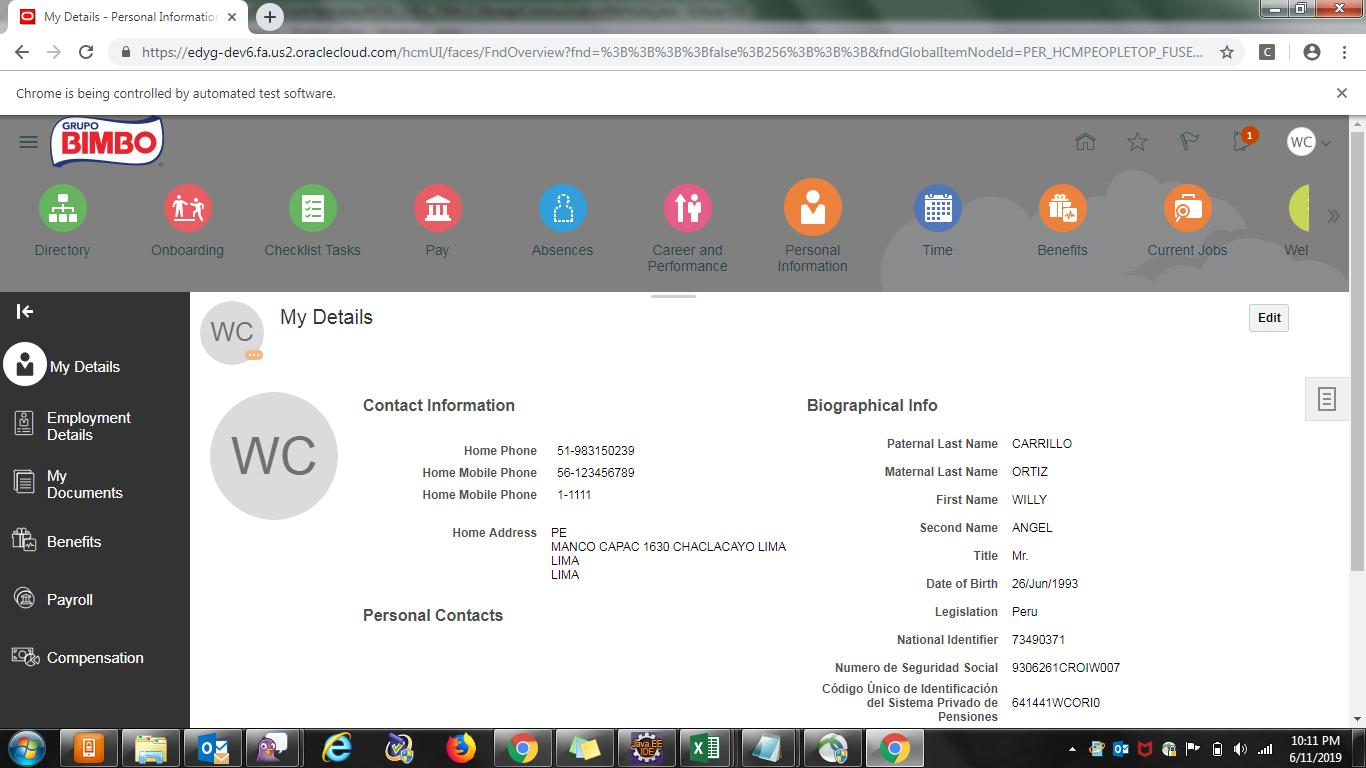 My Details - Personal Information
https://edyg-dev6.fa.us2.oraclecloud.com/hcmUI/faces/FndOverview?fnd=%3B%3B%3B%3Bfalse%3B256%3B%3B%3B&fndGlobalItemNodeId=PER_HCMPEOPLETOP_FUSE...
C
Chrome is being controlled by automated test software.
GRUPO
BIMBO
1
WC
Directory
Onboarding
Checklist Tasks
Pay
Absences
Career and
Performance
Personal
Information
Time
Benefits
Current Jobs
Wel
WC
My Details
Edit
My Details
Employment
Details
My
Documents
Benefits
Payroll
Compensation
WC
Contact Information
Home Phone 51-983150239
Home Mobile Phone 56-123456789
Home Mobile Phone 1-1111
Home Address PE
MANCO CAPAC 1630 CHACLACAYO LIMA
LIMA
LIMA
Personal Contacts
Biographical Info
Paternal Last Name CARRILLO
Maternal Last Name ORTIZ
First Name WILLY
Second Name ANGEL
Title Mr.
Date of Birth 26/Jun/1993
Legislation Peru
National Identifier 73490371
Numero de Seguridad Social 9306261CROIW007
Código Único de Identificación
del Sistema Privado de 641441WCORI0
Pensiones
Java EE
IDE
10:11 PM
6/11/2019